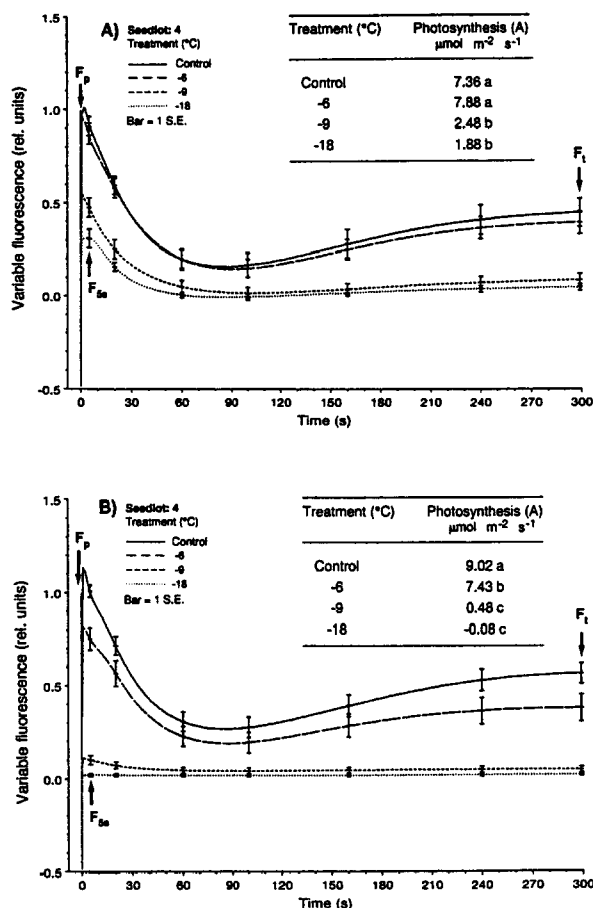 A) Seedlot: 4
Treatment (°C)
Control
-6
-9
-18
Bar = 1 S.E.
Treatment (°C) Photosynthesis (A)
µmol m⁻² s⁻¹
Control 7.36 a
-6 7.88 a
-9 2.48 b
-18 1.88 b
Fp
F5s
Ft
Variable fluorescence (rel. units)
1.5
1.0
0.5
0.0
-0.5
0 30 60 90 120 150 180 210 240 270 300
Time (s)
B) Seedlot: 4
Treatment (°C)
Control
-6
-9
-18
Bar = 1 S.E.
Treatment (°C) Photosynthesis (A)
µmol m⁻² s⁻¹
Control 9.02 a
-6 7.43 b
-9 0.48 c
-18 -0.08 c
Fp
F5s
Ft
Variable fluorescence (rel. units)
1.5
1.0
0.5
0.0
-0.5
0 30 60 90 120 150 180 210 240 270 300
Time (s)